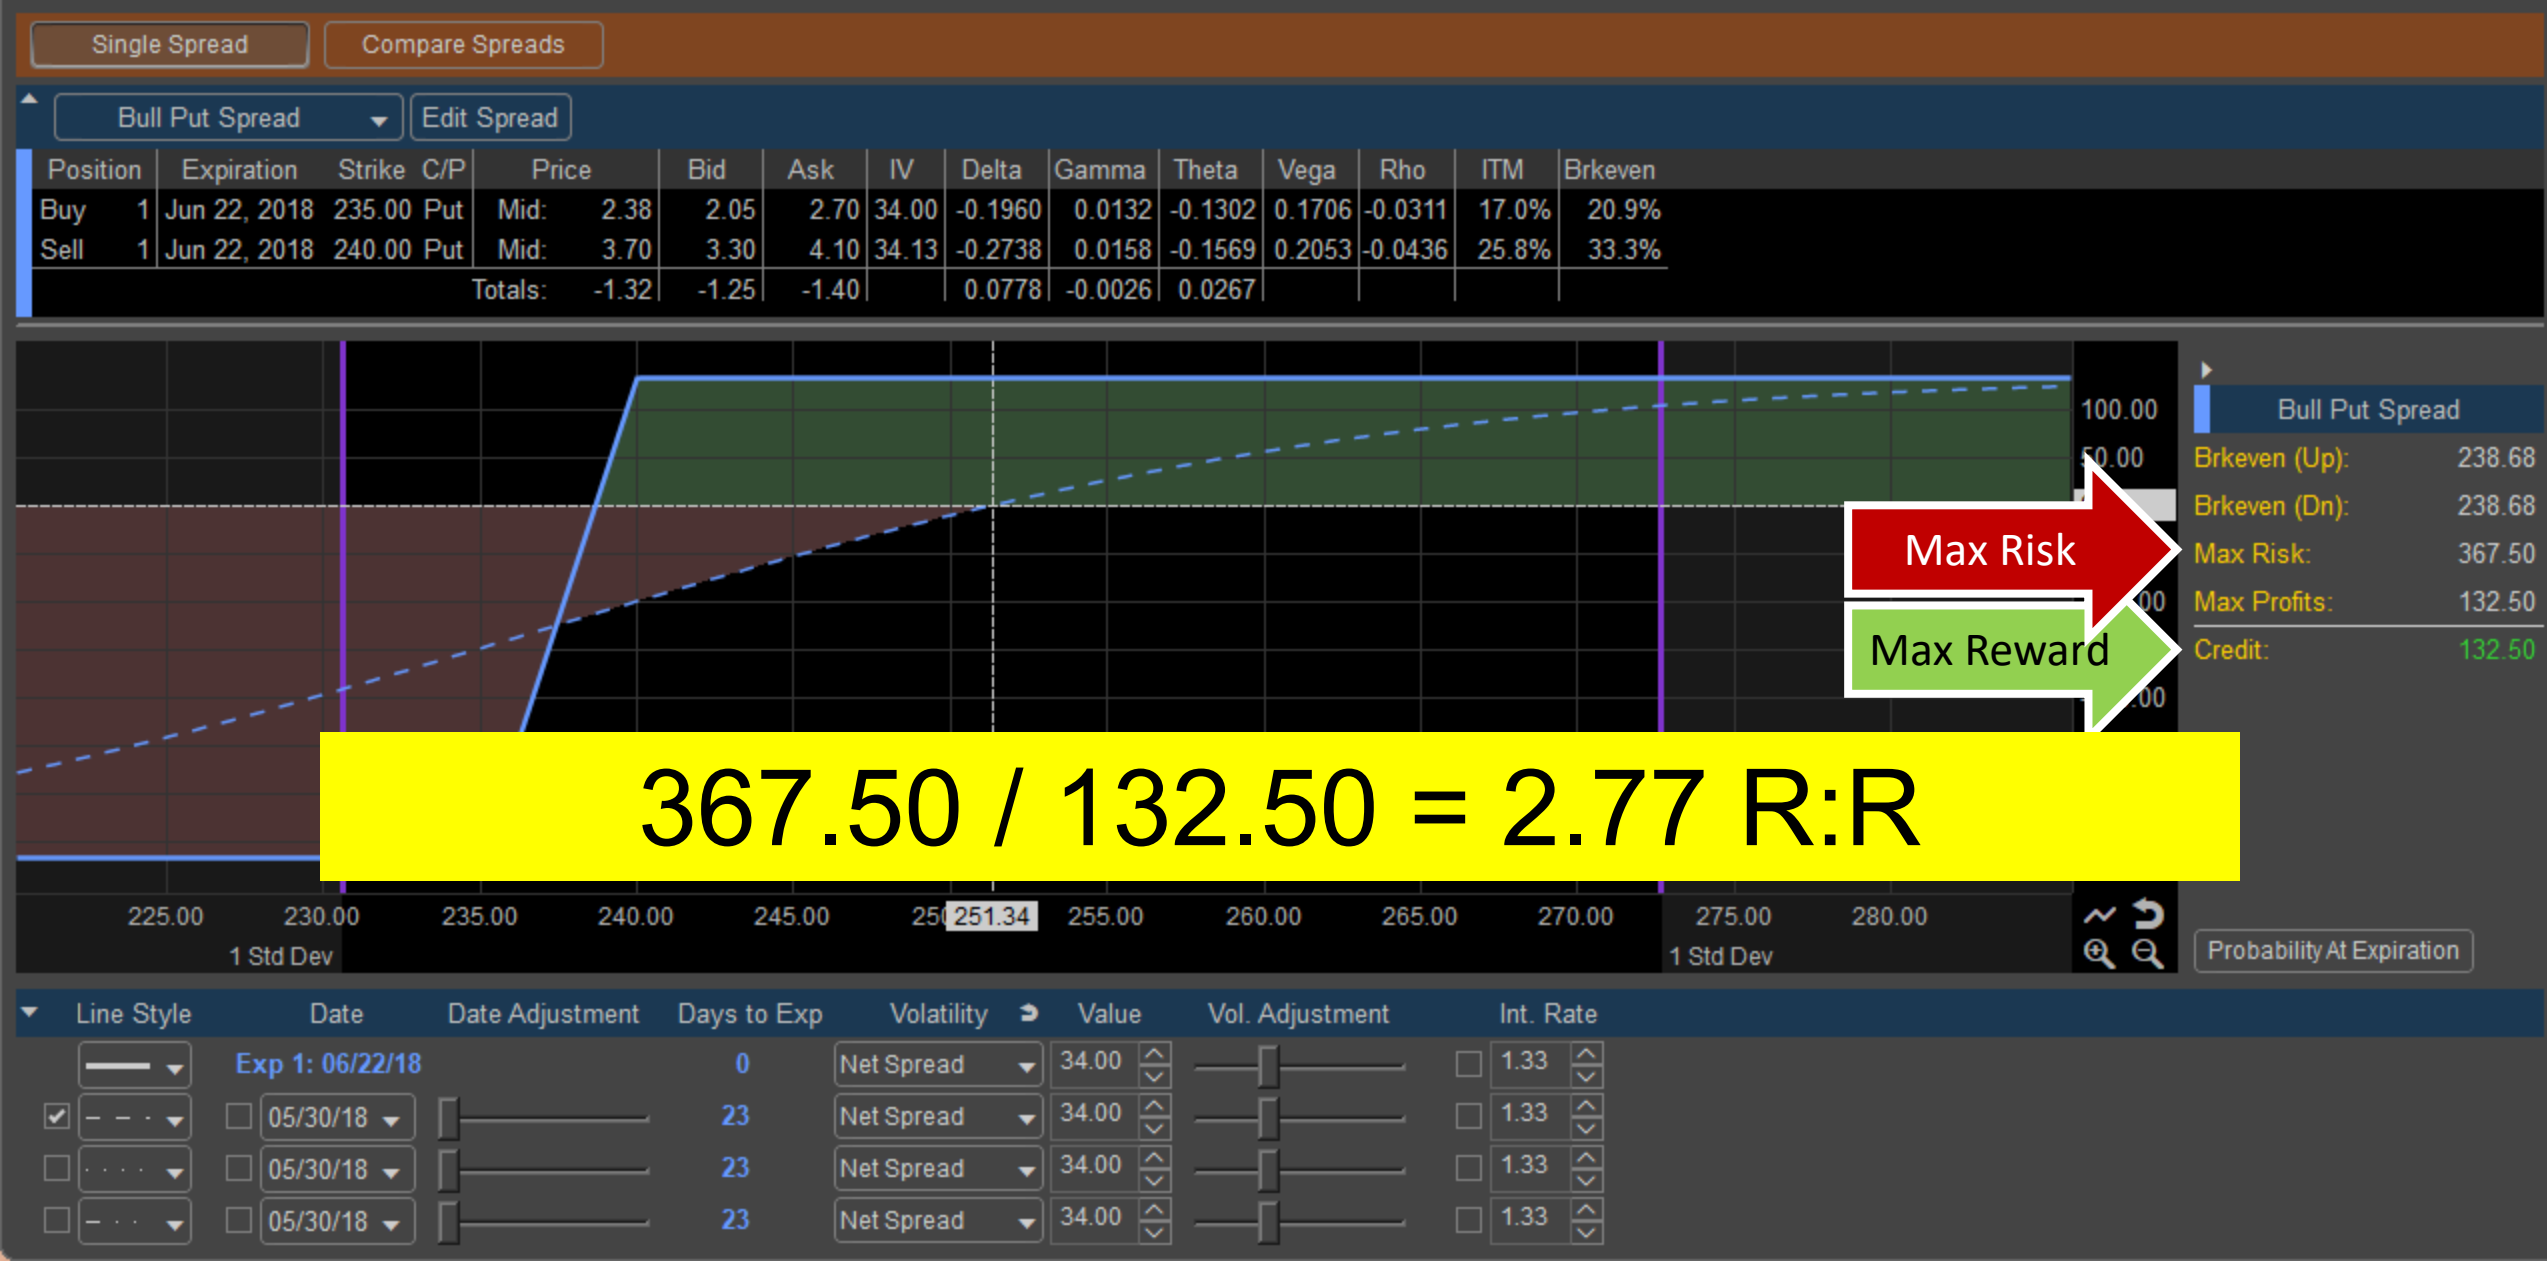 Single Spread Compare Spreads
Bull Put Spread Edit Spread
Position Expiration Strike C/P Price Bid Ask IV Delta Gamma Theta Vega Rho ITM Brkeven
Buy 1 Jun 22, 2018 235.00 Put Mid: 2.38 2.05 2.70 34.00 -0.1960 0.0132 -0.1302 0.1706 -0.0311 17.0% 20.9%
Sell 1 Jun 22, 2018 240.00 Put Mid: 3.70 3.30 4.10 34.13 -0.2738 0.0158 -0.1569 0.2053 -0.0436 25.8% 33.3%
Totals: -1.32 -1.25 -1.40 0.0778 -0.0026 0.0267
100.00 Bull Put Spread
50.00 Brkeven (Up): 238.68
Brkeven (Dn): 238.68
Max Risk Max Risk: 367.50
Max Profits: 132.50
Max Reward Credit: 132.50
367.50 / 132.50 = 2.77 R:R
225.00 230.00 235.00 240.00 245.00 251.34 255.00 260.00 265.00 270.00 275.00 280.00
1 Std Dev 1 Std Dev Probability At Expiration
Line Style Date Date Adjustment Days to Exp Volatility Value Vol. Adjustment Int. Rate
Exp 1: 06/22/18 0 Net Spread 34.00 1.33
05/30/18 23 Net Spread 34.00 1.33
05/30/18 23 Net Spread 34.00 1.33
05/30/18 23 Net Spread 34.00 1.33